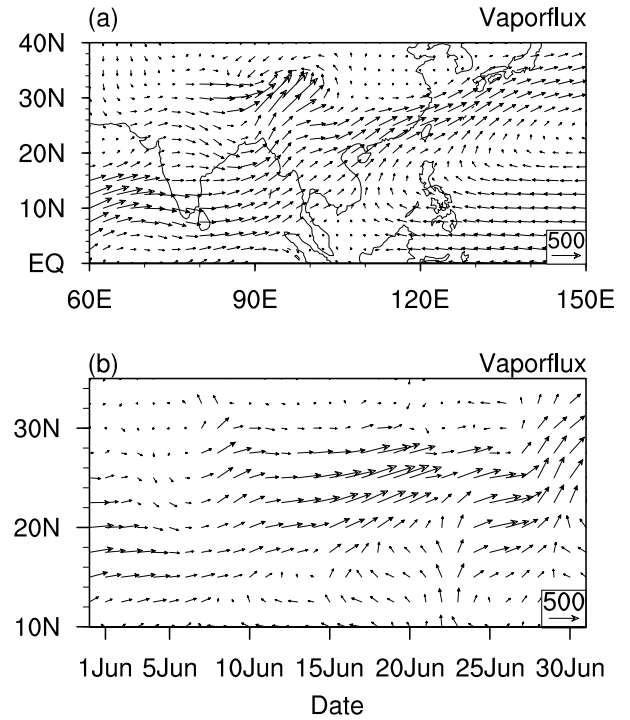 (a) Vaporflux
40N
30N
20N
10N
EQ
500
60E 90E 120E 150E
(b) Vaporflux
30N
20N
10N
500
1Jun 5Jun 10Jun 15Jun 20Jun 25Jun 30Jun
Date